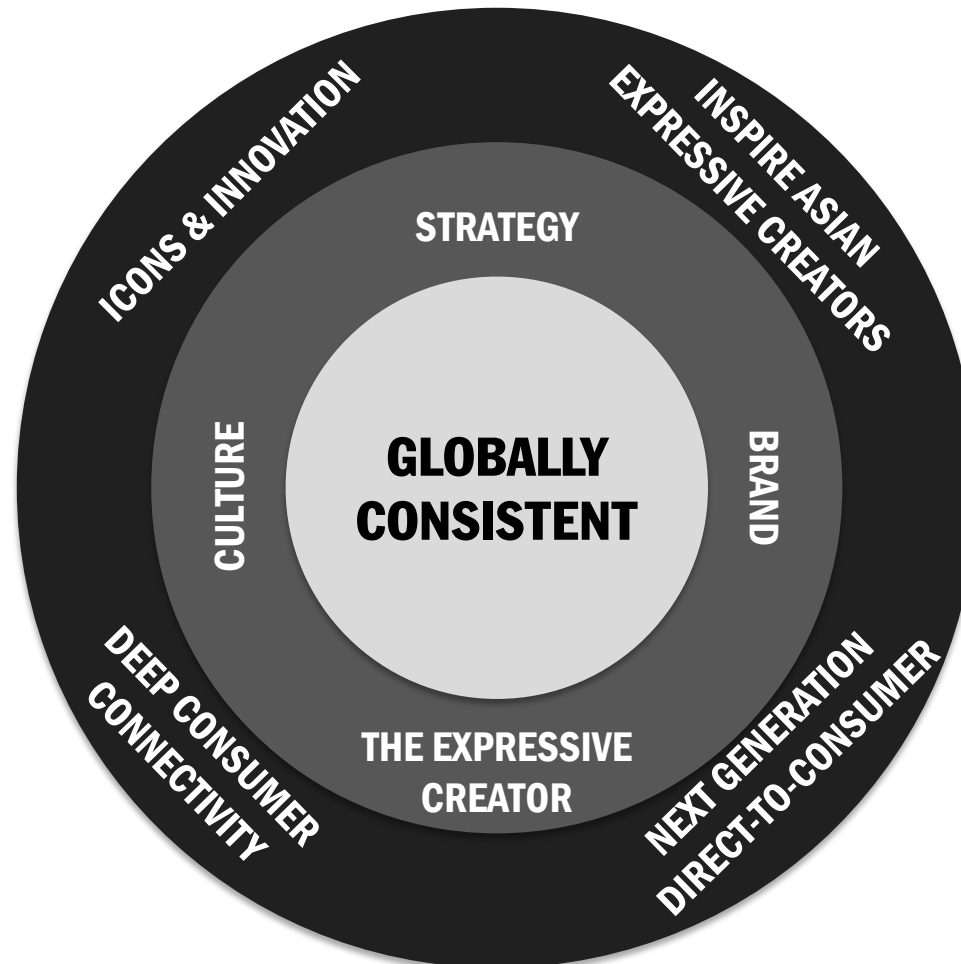 ICONS & INNOVATION
INSPIRE ASIAN
EXPRESSIVE CREATORS
STRATEGY
CULTURE
GLOBALLY
CONSISTENT
BRAND
THE EXPRESSIVE
CREATOR
DEEP CONSUMER
CONNECTIVITY
NEXT GENERATION
DIRECT-TO-CONSUMER